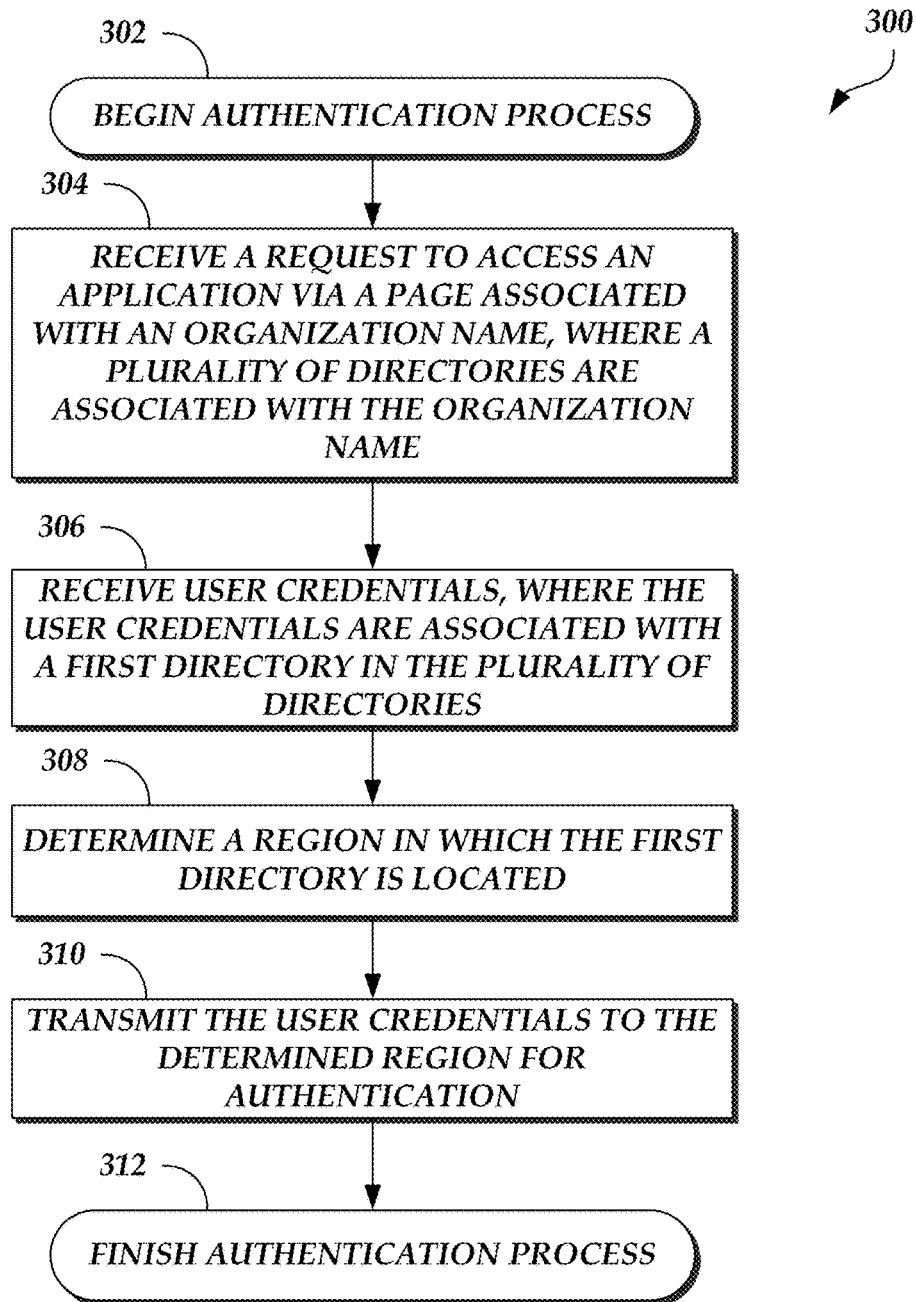 302
300
BEGIN AUTHENTICATION PROCESS
304
RECEIVE A REQUEST TO ACCESS AN
APPLICATION VIA A PAGE ASSOCIATED
WITH AN ORGANIZATION NAME, WHERE A
PLURALITY OF DIRECTORIES ARE
ASSOCIATED WITH THE ORGANIZATION
NAME
306
RECEIVE USER CREDENTIALS, WHERE THE
USER CREDENTIALS ARE ASSOCIATED WITH
A FIRST DIRECTORY IN THE PLURALITY OF
DIRECTORIES
308
DETERMINE A REGION IN WHICH THE FIRST
DIRECTORY IS LOCATED
310
TRANSMIT THE USER CREDENTIALS TO THE
DETERMINED REGION FOR
AUTHENTICATION
312
FINISH AUTHENTICATION PROCESS